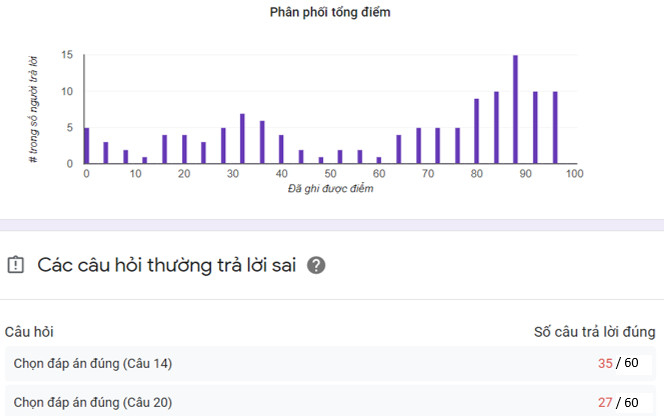 Phân phối tổng điểm
# trong số người trả lời
15
10
5
0
0 10 20 30 40 50 60 70 80 90 100
Đã ghi được điểm
Các câu hỏi thường trả lời sai ?
Câu hỏi Số câu trả lời đúng
Chọn đáp án đúng (Câu 14) 35 / 60
Chọn đáp án đúng (Câu 20) 27 / 60